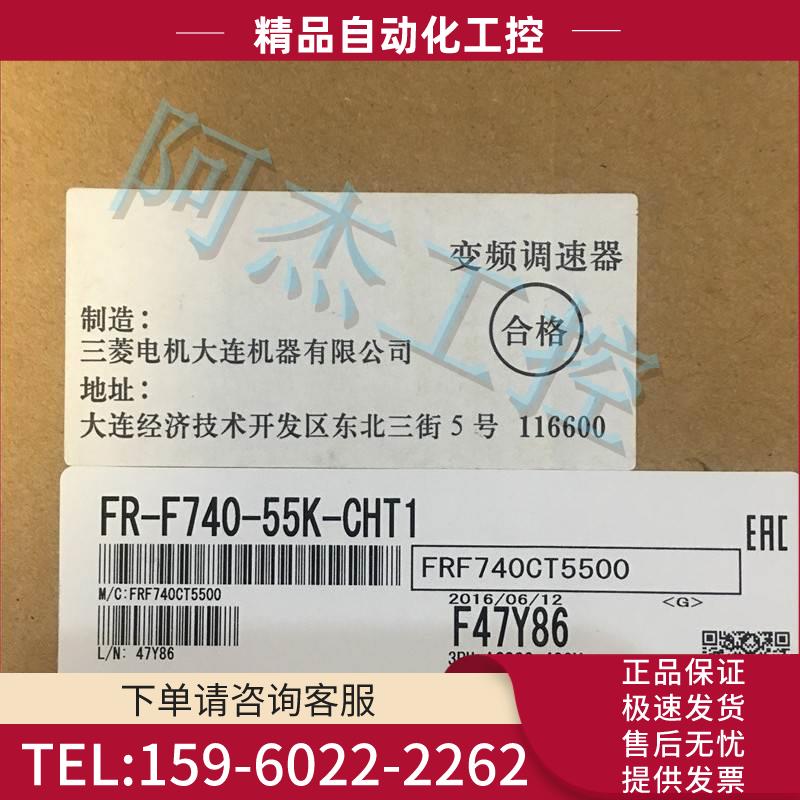 精品自动化工控
阿杰工控
变频调速器
合格
制造：
三菱电机大连机器有限公司
地址：
大连经济技术开发区东北三街 5 号 116600
FR-F740-55K-CHT1
EAC
FRF740CT5500
M/C:FRF740CT5500
2016/06/12
<G>
F47Y86
L/N: 47Y86
下单请咨询客服
TEL:159-6022-2262
正品保证
极速发货
售后无忧
提供发票